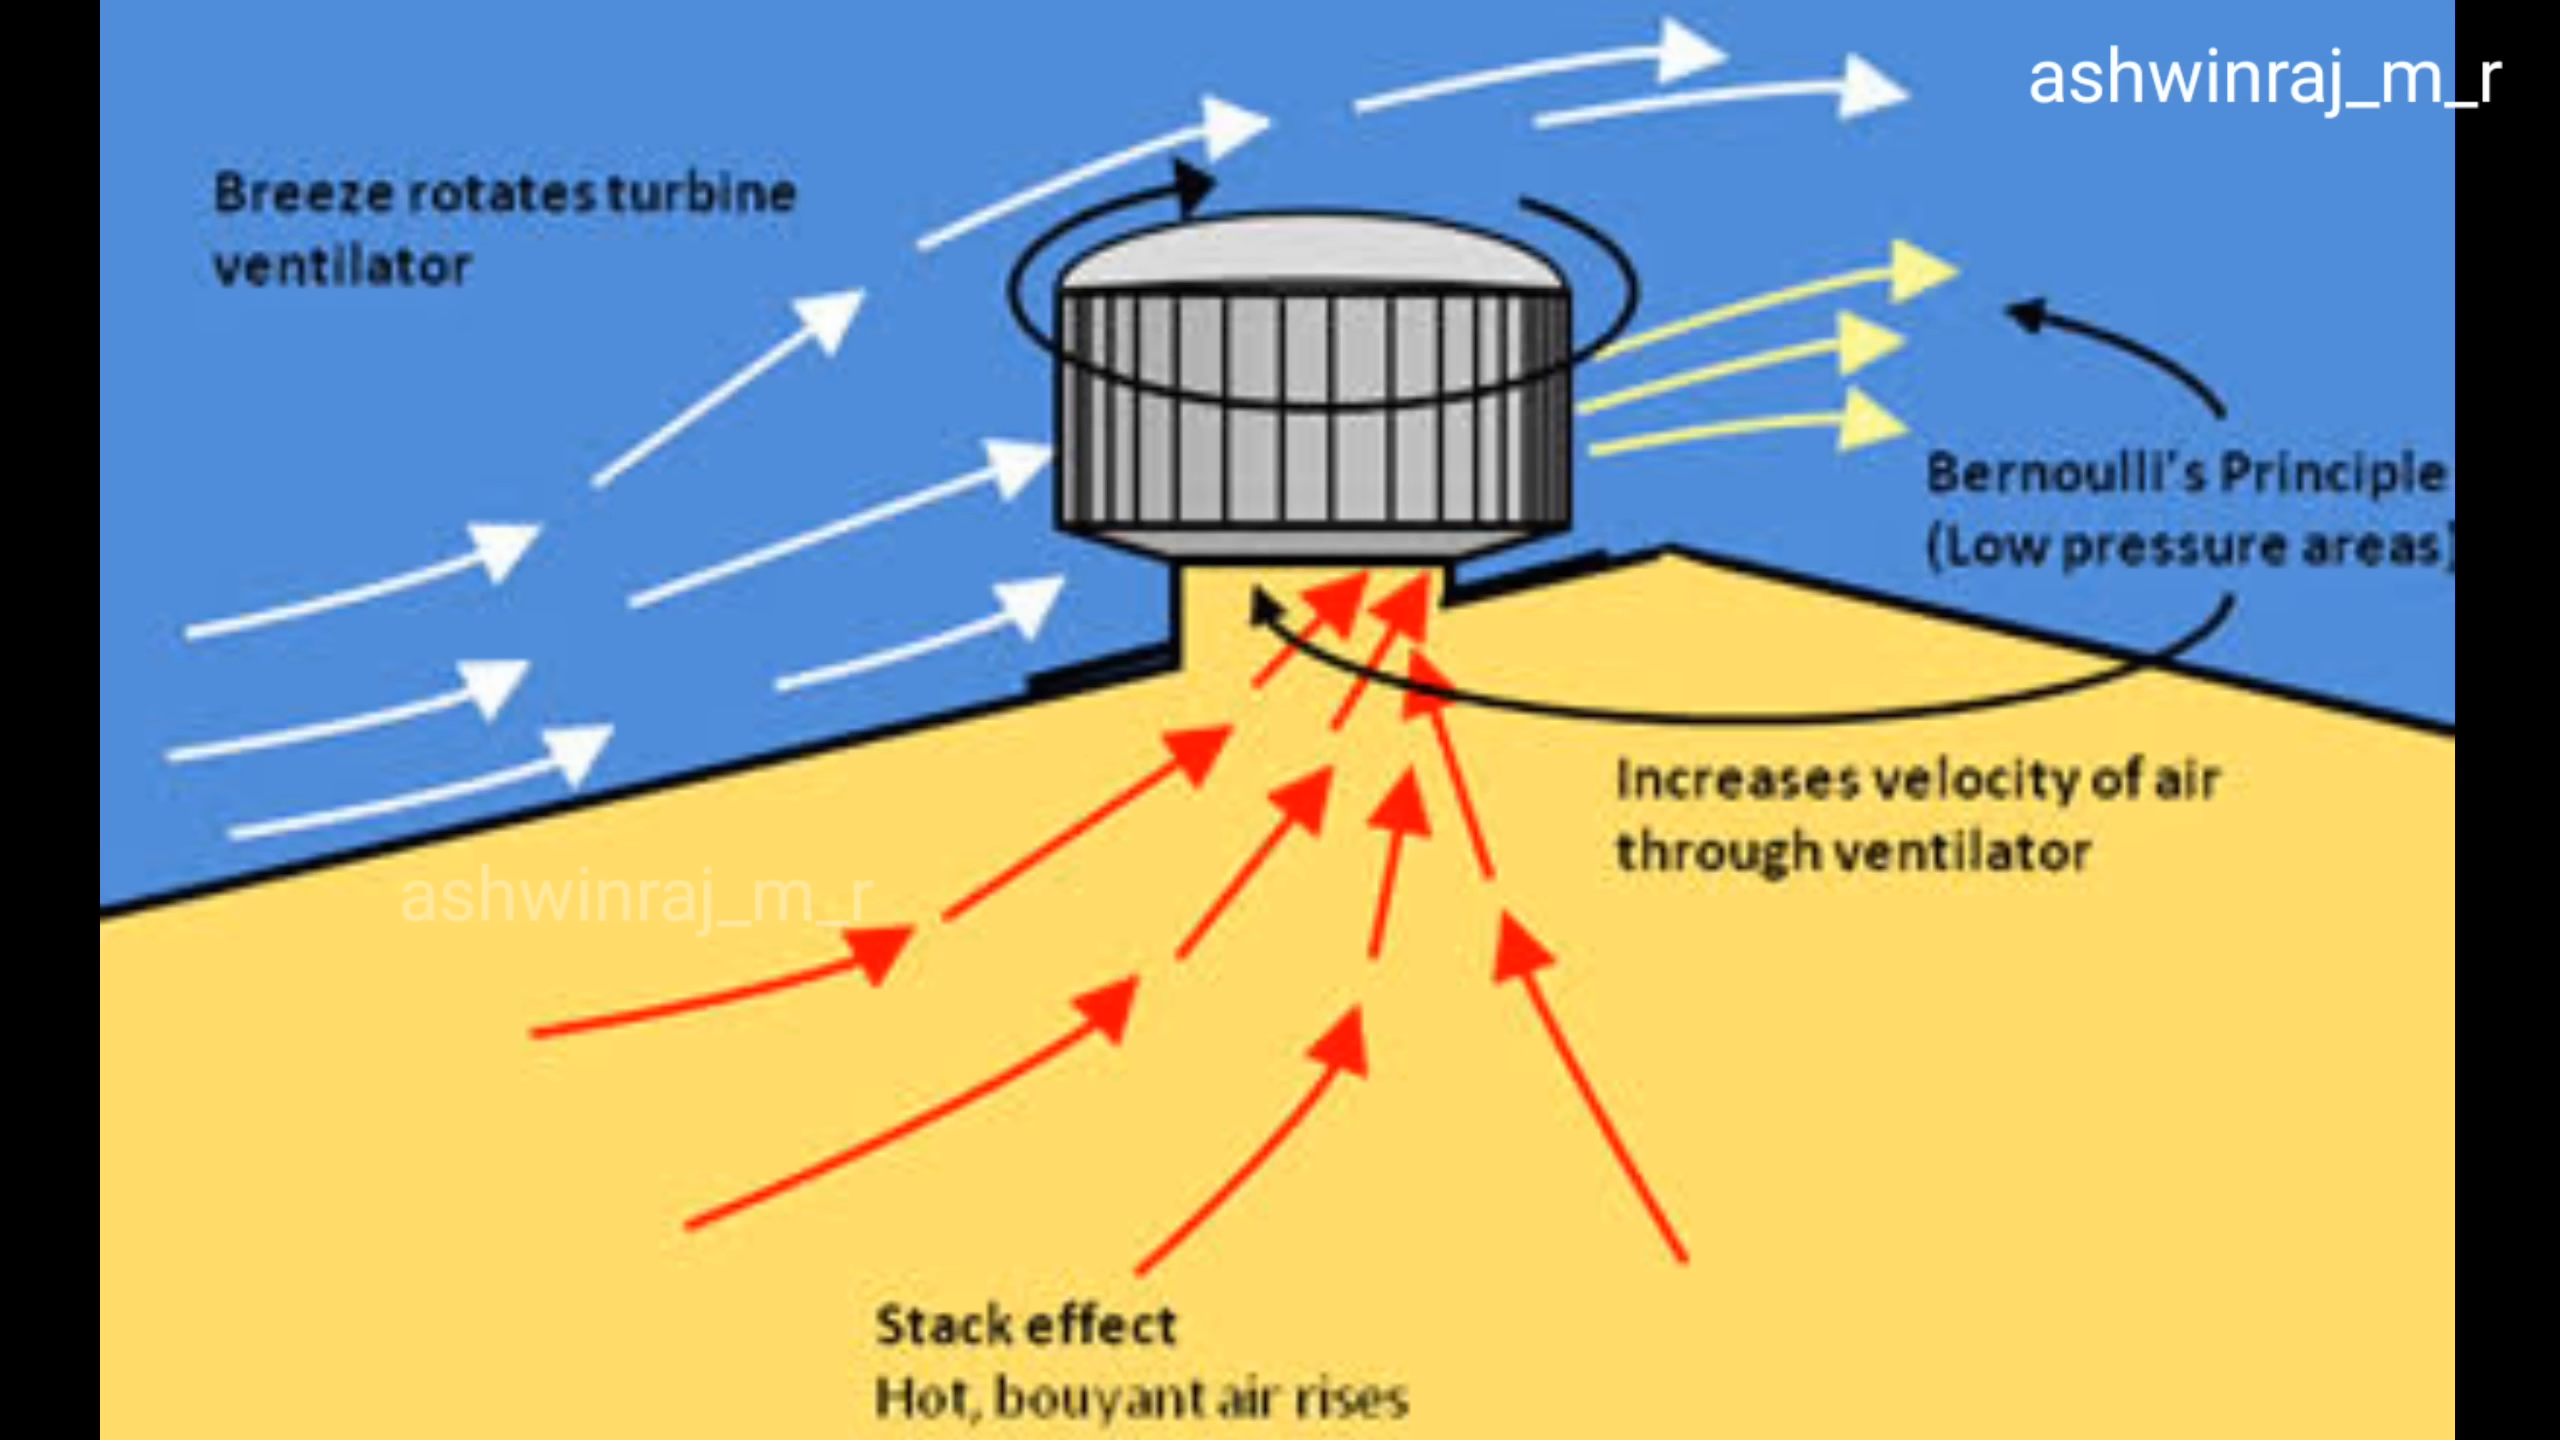 ashwinraj_m_r
Breeze rotates turbine
ventilator
Bernoulli's Principle
(Low pressure areas)
Increases velocity of air
through ventilator
ashwinraj_m_r
Stack effect
Hot, bouyant air rises